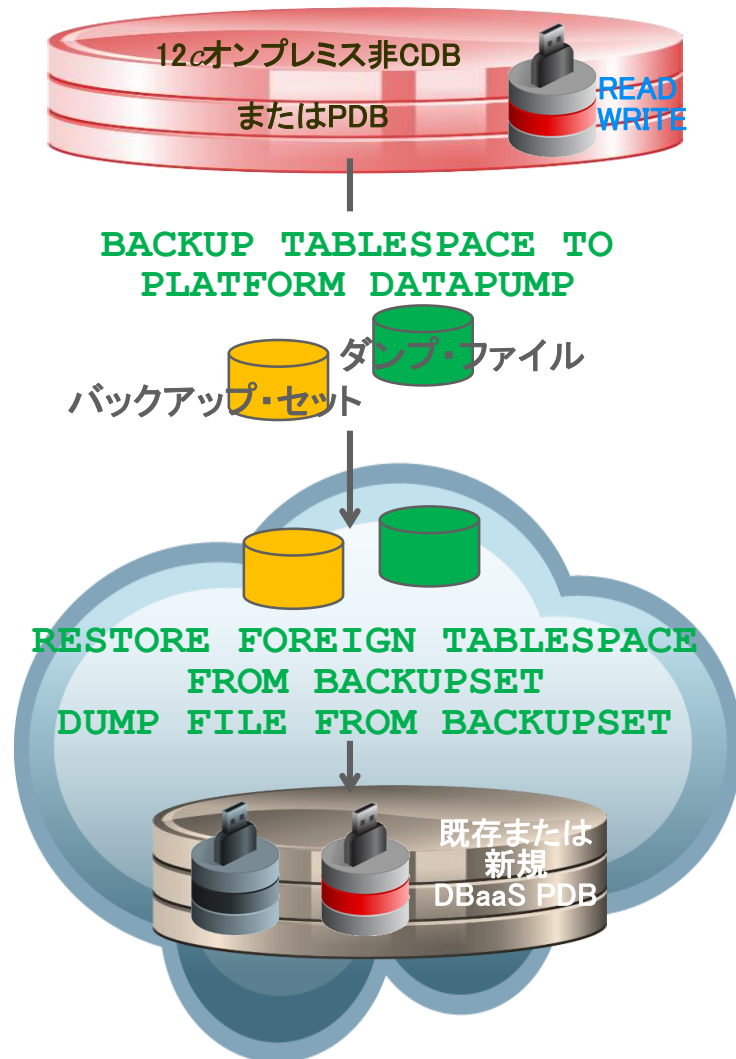 12cオンプレミス非CDB
またはPDB
READ
WRITE
BACKUP TABLESPACE TO
PLATFORM DATAPUMP
ダンプ・ファイル
バックアップ・セット
RESTORE FOREIGN TABLESPACE
FROM BACKUPSET
DUMP FILE FROM BACKUPSET
既存または
新規
DBaaS PDB